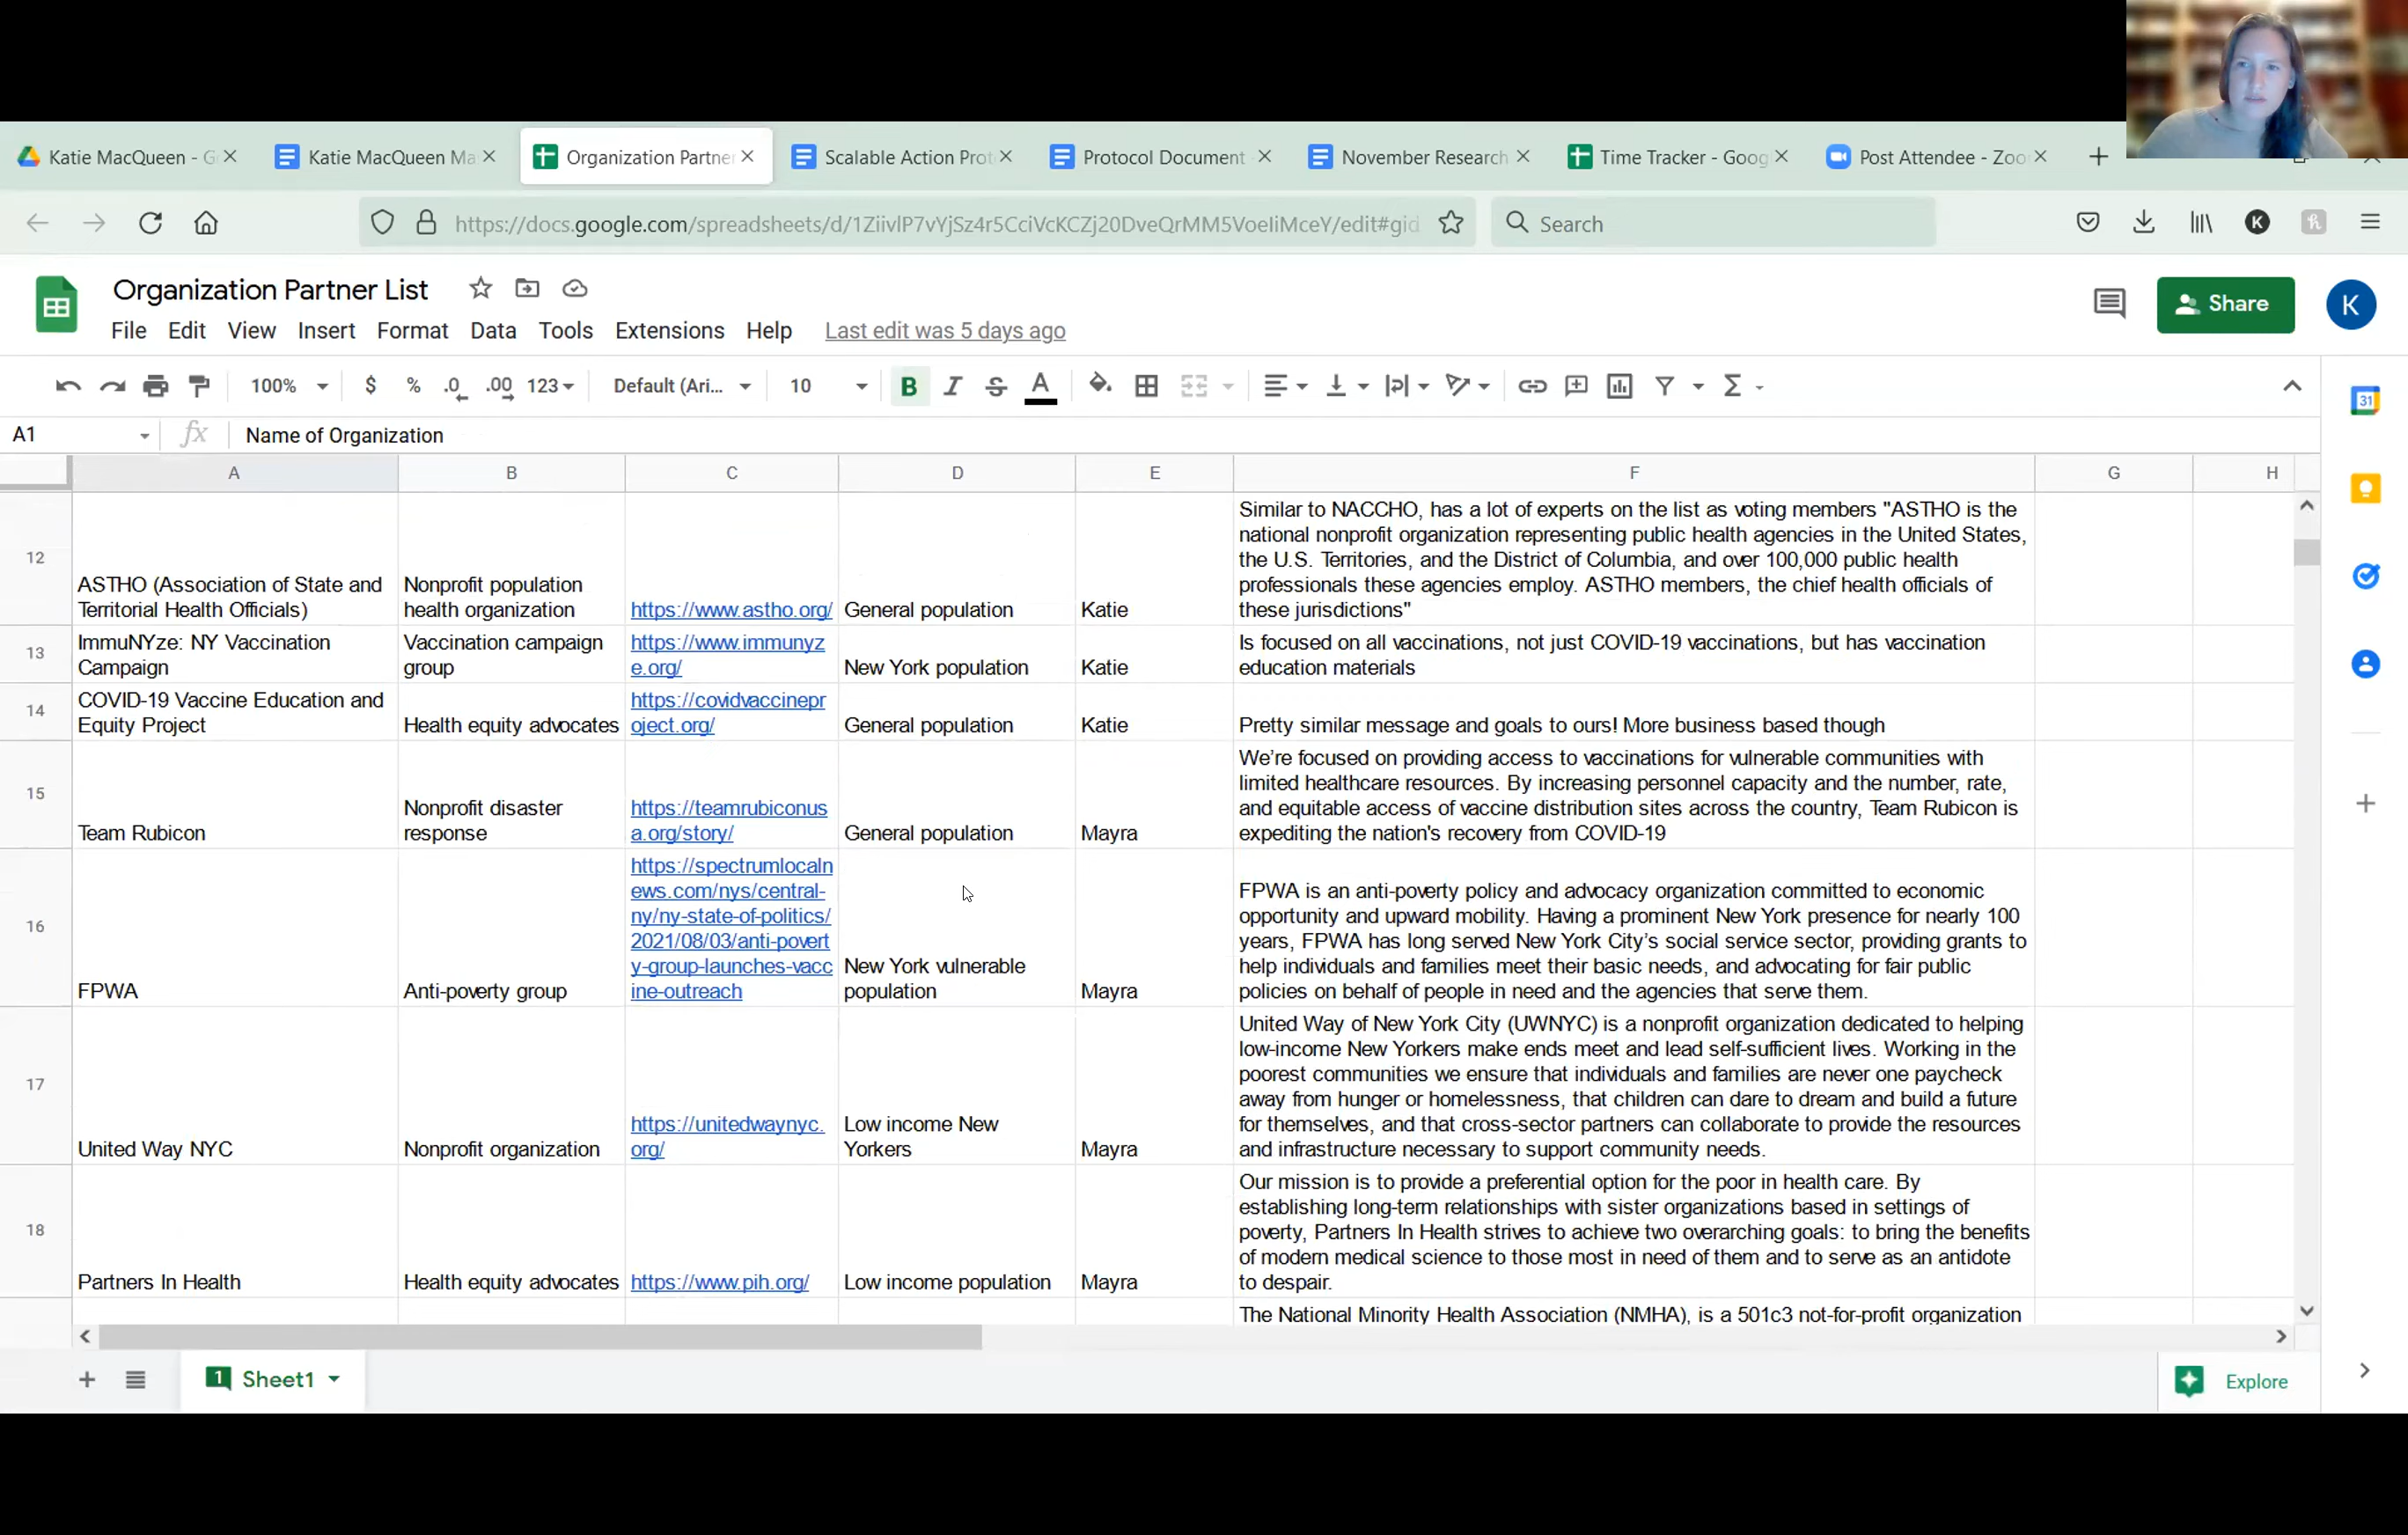 Katie MacQueen - G
Katie MacQueen Ma
Organization Partner
Scalable Action Prot
Protocol Document
November Research
Time Tracker - Goog
Post Attendee - Zoo
https://docs.google.com/spreadsheets/d/1ZiivlP7vYjSz4r5CciVcKCZj20DveQrMM5VoeIiMceY/edit#gid
Search
K
Organization Partner List
File Edit View Insert Format Data Tools Extensions Help Last edit was 5 days ago
Share
K
100% $ % .0 .00 123 Default (Ari... 10 B I S A
31
A1 fx Name of Organization
A B C D E F G H
12
ASTHO (Association of State and
Territorial Health Officials)
Nonprofit population
health organization
https://www.astho.org/
General population
Katie
Similar to NACCHO, has a lot of experts on the list as voting members "ASTHO is the
national nonprofit organization representing public health agencies in the United States,
the U.S. Territories, and the District of Columbia, and over 100,000 public health
professionals these agencies employ. ASTHO members, the chief health officials of
these jurisdictions"
13
ImmuNYze: NY Vaccination
Campaign
Vaccination campaign
group
https://www.immunyz
e.org/
New York population
Katie
Is focused on all vaccinations, not just COVID-19 vaccinations, but has vaccination
education materials
14
COVID-19 Vaccine Education and
Equity Project
Health equity advocates
https://covidvaccinepr
oject.org/
General population
Katie
Pretty similar message and goals to ours! More business based though
15
Team Rubicon
Nonprofit disaster
response
https://teamrubiconus
a.org/story/
General population
Mayra
We're focused on providing access to vaccinations for vulnerable communities with
limited healthcare resources. By increasing personnel capacity and the number, rate,
and equitable access of vaccine distribution sites across the country, Team Rubicon is
expediting the nation's recovery from COVID-19
16
FPWA
Anti-poverty group
https://spectrumlocaln
ews.com/nys/central-
ny/ny-state-of-politics/
2021/08/03/anti-povert
y-group-launches-vacc
ine-outreach
New York vulnerable
population
Mayra
FPWA is an anti-poverty policy and advocacy organization committed to economic
opportunity and upward mobility. Having a prominent New York presence for nearly 100
years, FPWA has long served New York City's social service sector, providing grants to
help individuals and families meet their basic needs, and advocating for fair public
policies on behalf of people in need and the agencies that serve them.
17
United Way NYC
Nonprofit organization
https://unitedwaynyc.
org/
Low income New
Yorkers
Mayra
United Way of New York City (UWNYC) is a nonprofit organization dedicated to helping
low-income New Yorkers make ends meet and lead self-sufficient lives. Working in the
poorest communities we ensure that individuals and families are never one paycheck
away from hunger or homelessness, that children can dare to dream and build a future
for themselves, and that cross-sector partners can collaborate to provide the resources
and infrastructure necessary to support community needs.
18
Partners In Health
Health equity advocates
https://www.pih.org/
Low income population
Mayra
Our mission is to provide a preferential option for the poor in health care. By
establishing long-term relationships with sister organizations based in settings of
poverty, Partners In Health strives to achieve two overarching goals: to bring the benefits
of modern medical science to those most in need of them and to serve as an antidote
to despair.
The National Minority Health Association (NMHA), is a 501c3 not-for-profit organization
1 Sheet1
Explore